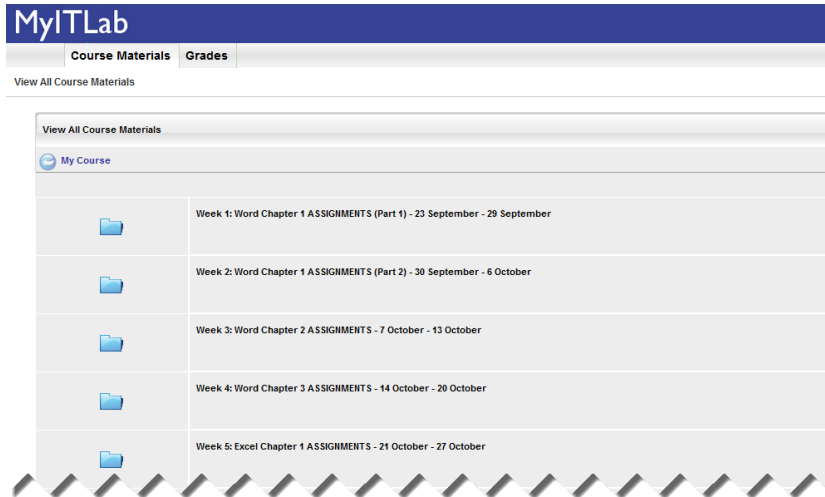 MyITLab
Course Materials Grades
View All Course Materials
View All Course Materials
My Course
Week 1: Word Chapter 1 ASSIGNMENTS (Part 1) - 23 September - 29 September
Week 2: Word Chapter 1 ASSIGNMENTS (Part 2) - 30 September - 6 October
Week 3: Word Chapter 2 ASSIGNMENTS - 7 October - 13 October
Week 4: Word Chapter 3 ASSIGNMENTS - 14 October - 20 October
Week 5: Excel Chapter 1 ASSIGNMENTS - 21 October - 27 October